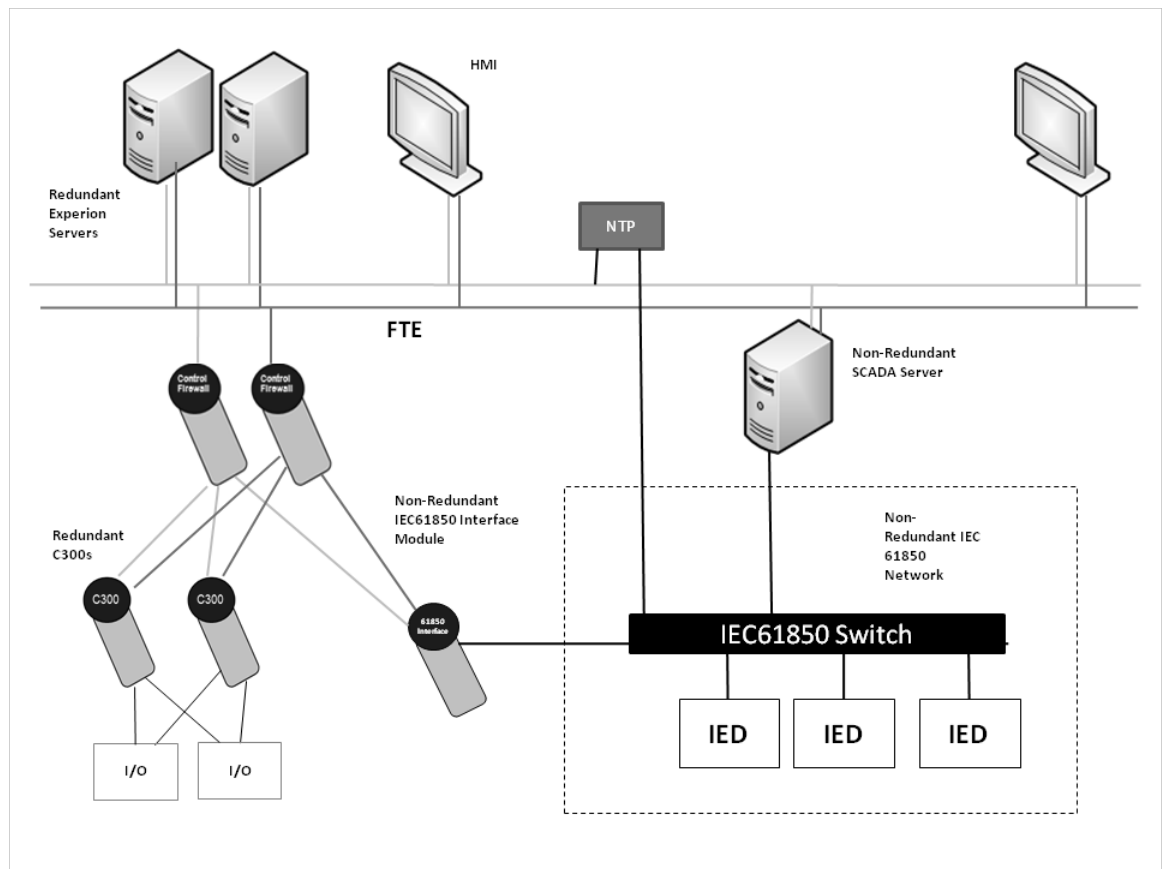 HMI
Redundant
Experion
Servers
NTP
FTE
Control
Firewall
Control
Firewall
Non-Redundant
SCADA Server
Non-Redundant
IEC61850 Interface
Module
Non-
Redundant IEC
61850
Network
Redundant
C300s
C300
C300
61850
Interface
IEC61850 Switch
IED
IED
IED
I/O
I/O